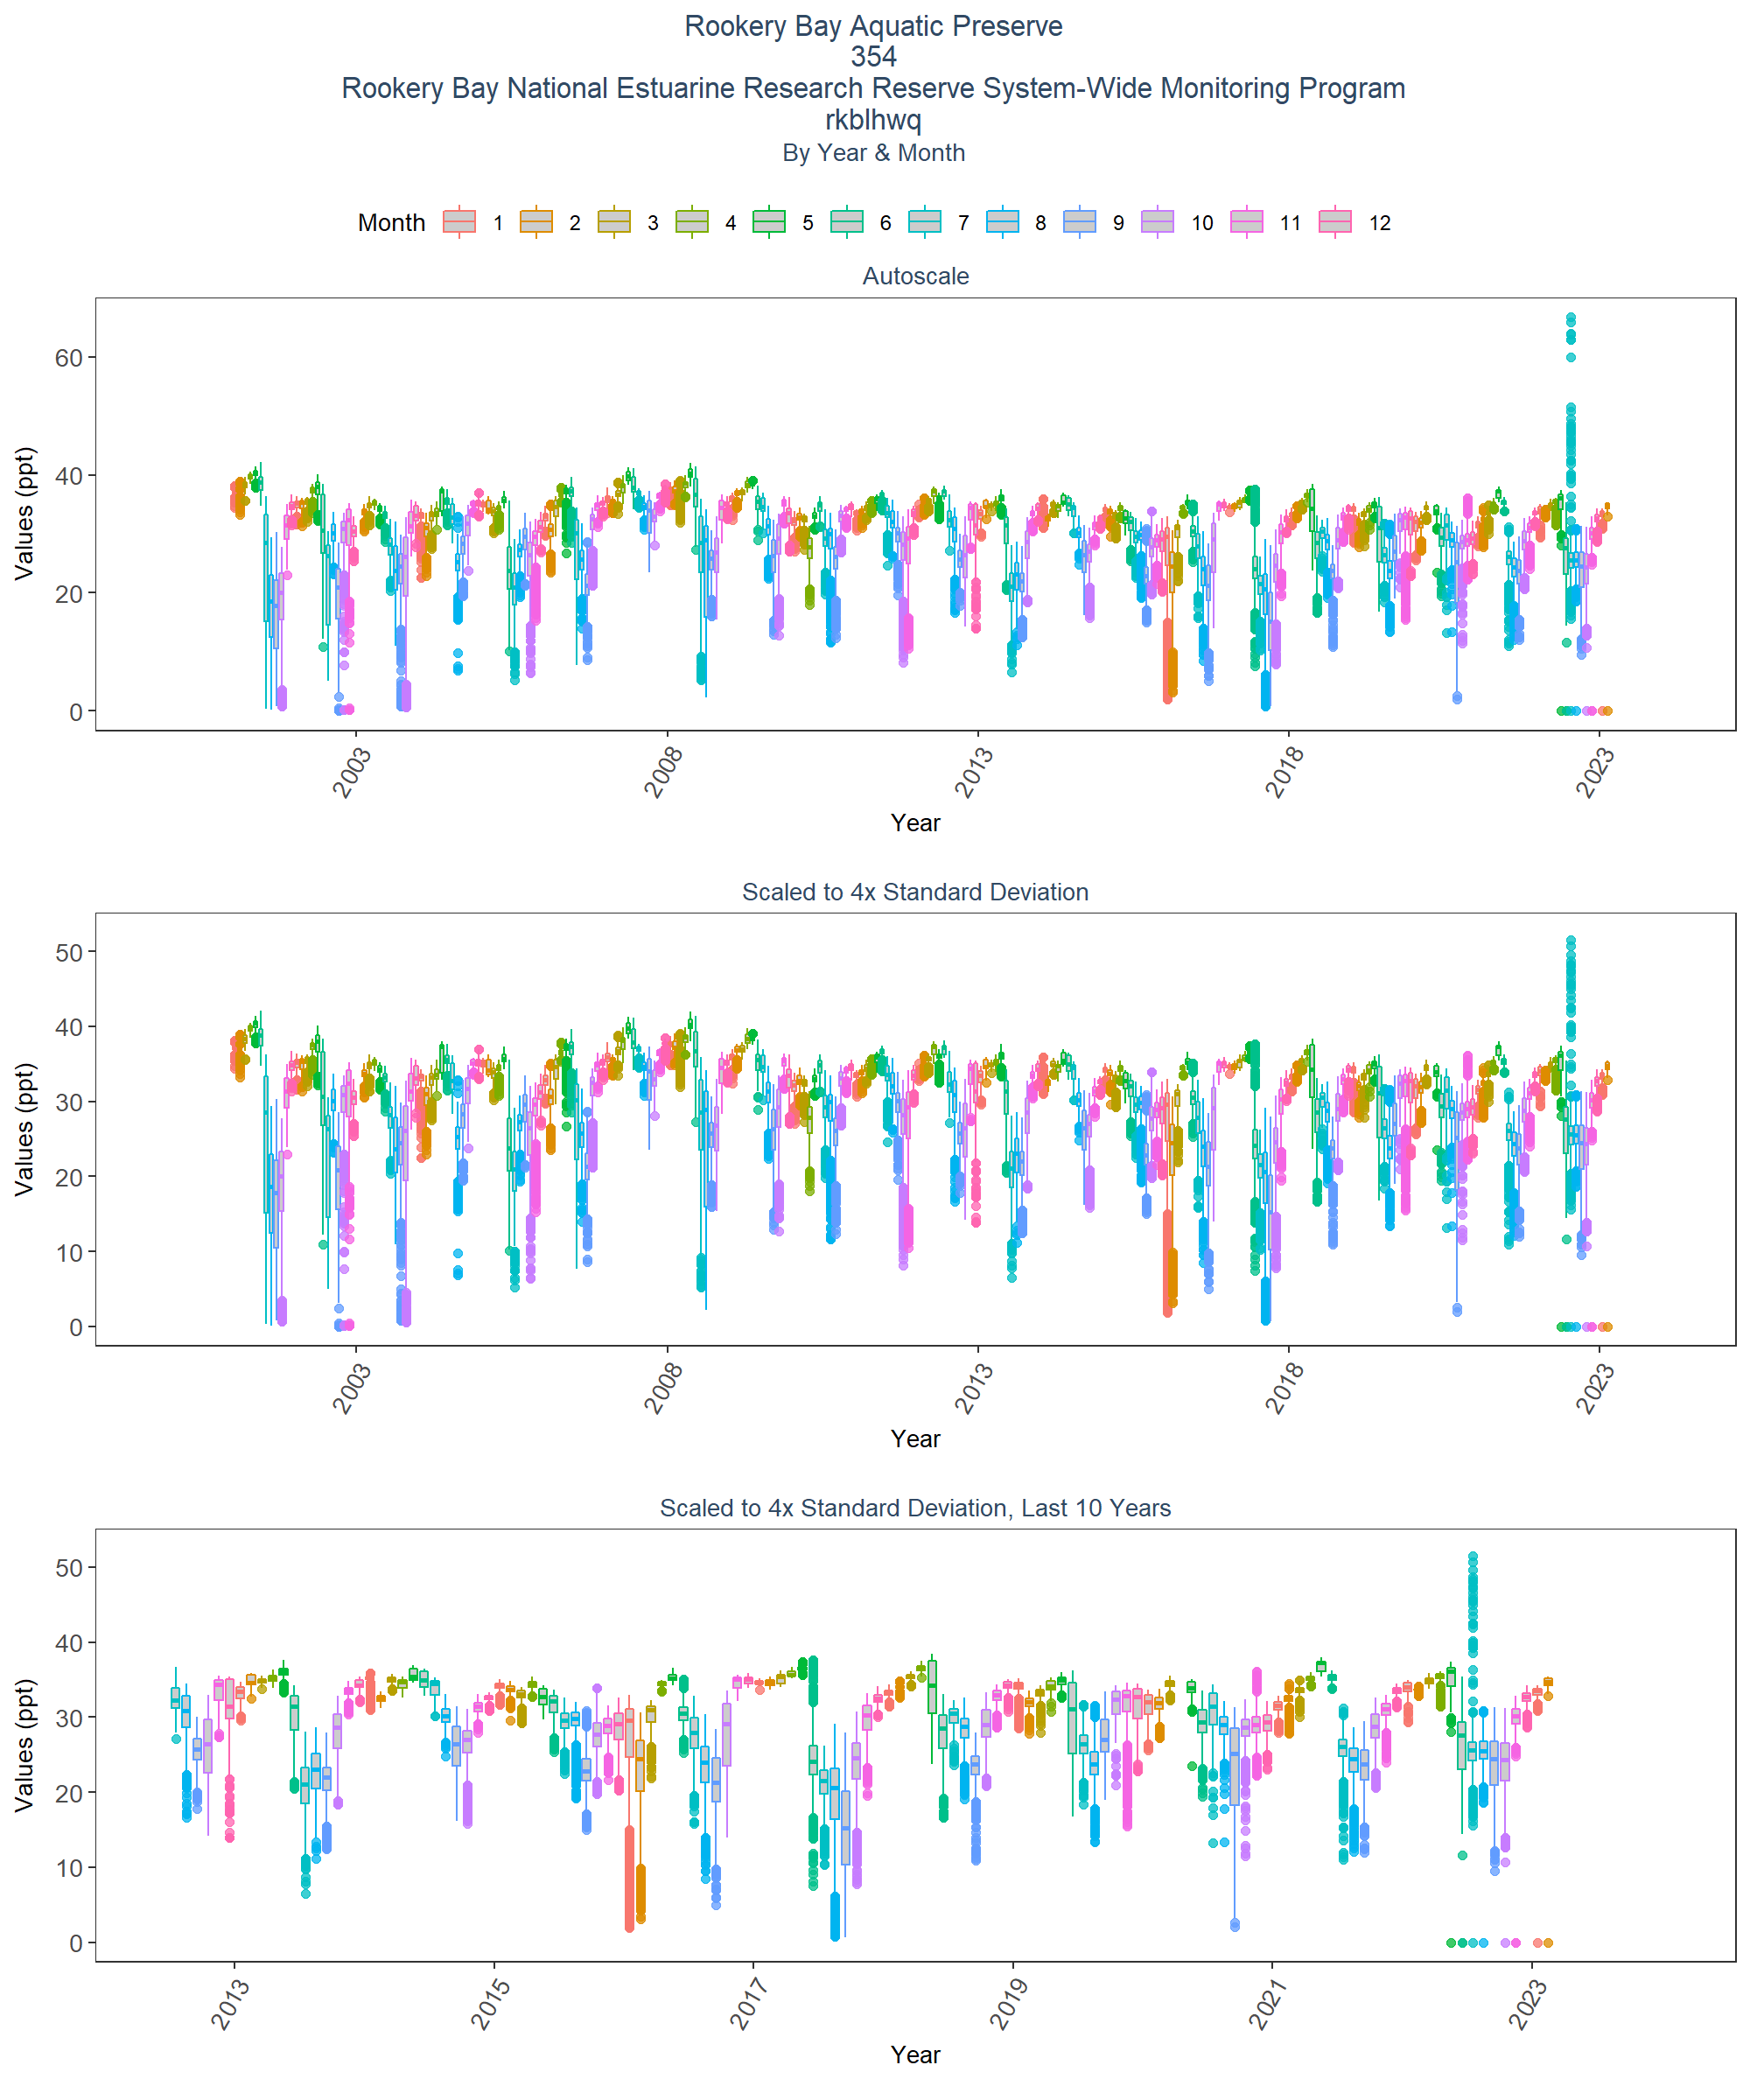 Rookery Bay Aquatic Preserve
354
Rookery Bay National Estuarine Research Reserve System-Wide Monitoring Program
rkblhwq
By Year & Month
Month 1 2 3 4 5 6 7 8 9 10 11 12
Autoscale
Values (ppt)
60
40
20
0
2003 2008 2013 2018 2023
Year
Scaled to 4x Standard Deviation
Values (ppt)
50
40
30
20
10
0
2003 2008 2013 2018 2023
Year
Scaled to 4x Standard Deviation, Last 10 Years
Values (ppt)
50
40
30
20
10
0
2013 2015 2017 2019 2021 2023
Year